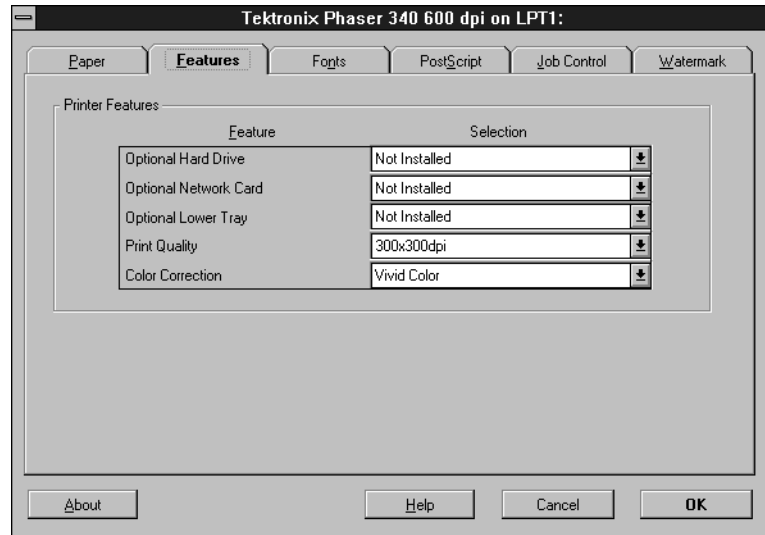 Tektronix Phaser 340 600 dpi on LPT1:
Paper Features Fonts PostScript Job Control Watermark
Printer Features
Feature Selection
Optional Hard Drive Not Installed
Optional Network Card Not Installed
Optional Lower Tray Not Installed
Print Quality 300x300dpi
Color Correction Vivid Color
About Help Cancel OK